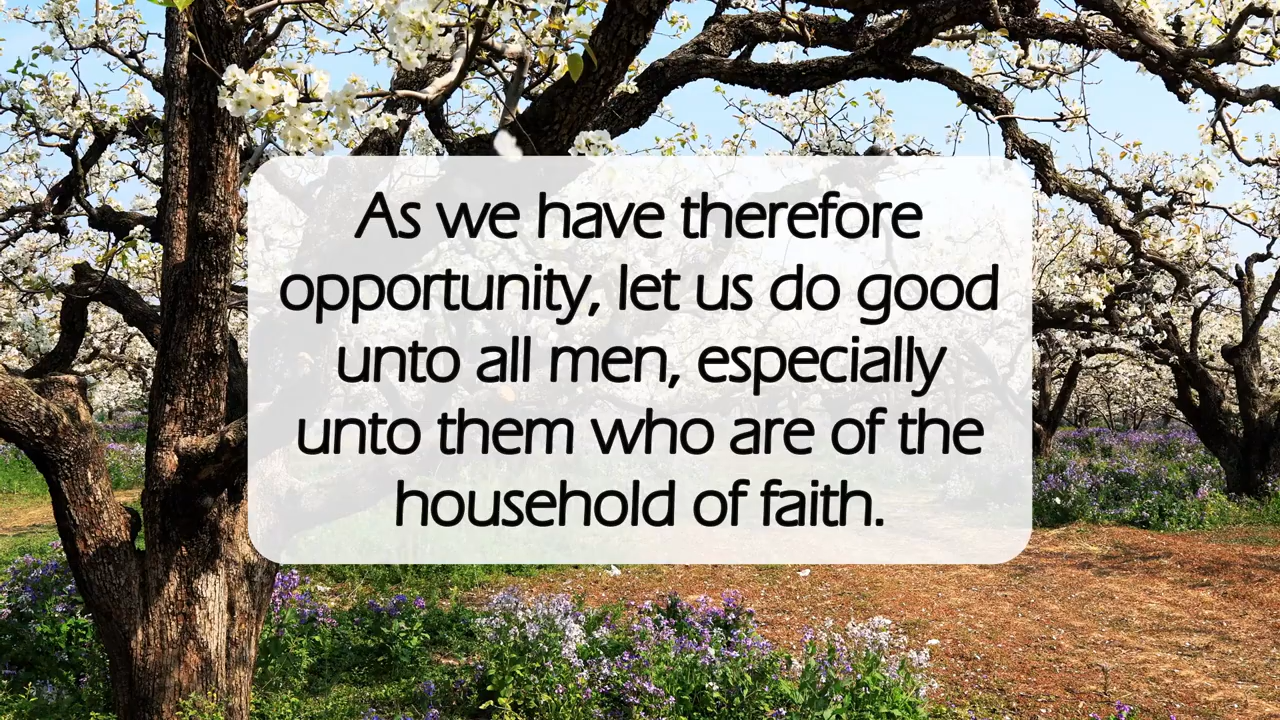 As we have therefore
opportunity, let us do good
unto all men, especially
unto them who are of the
household of faith.